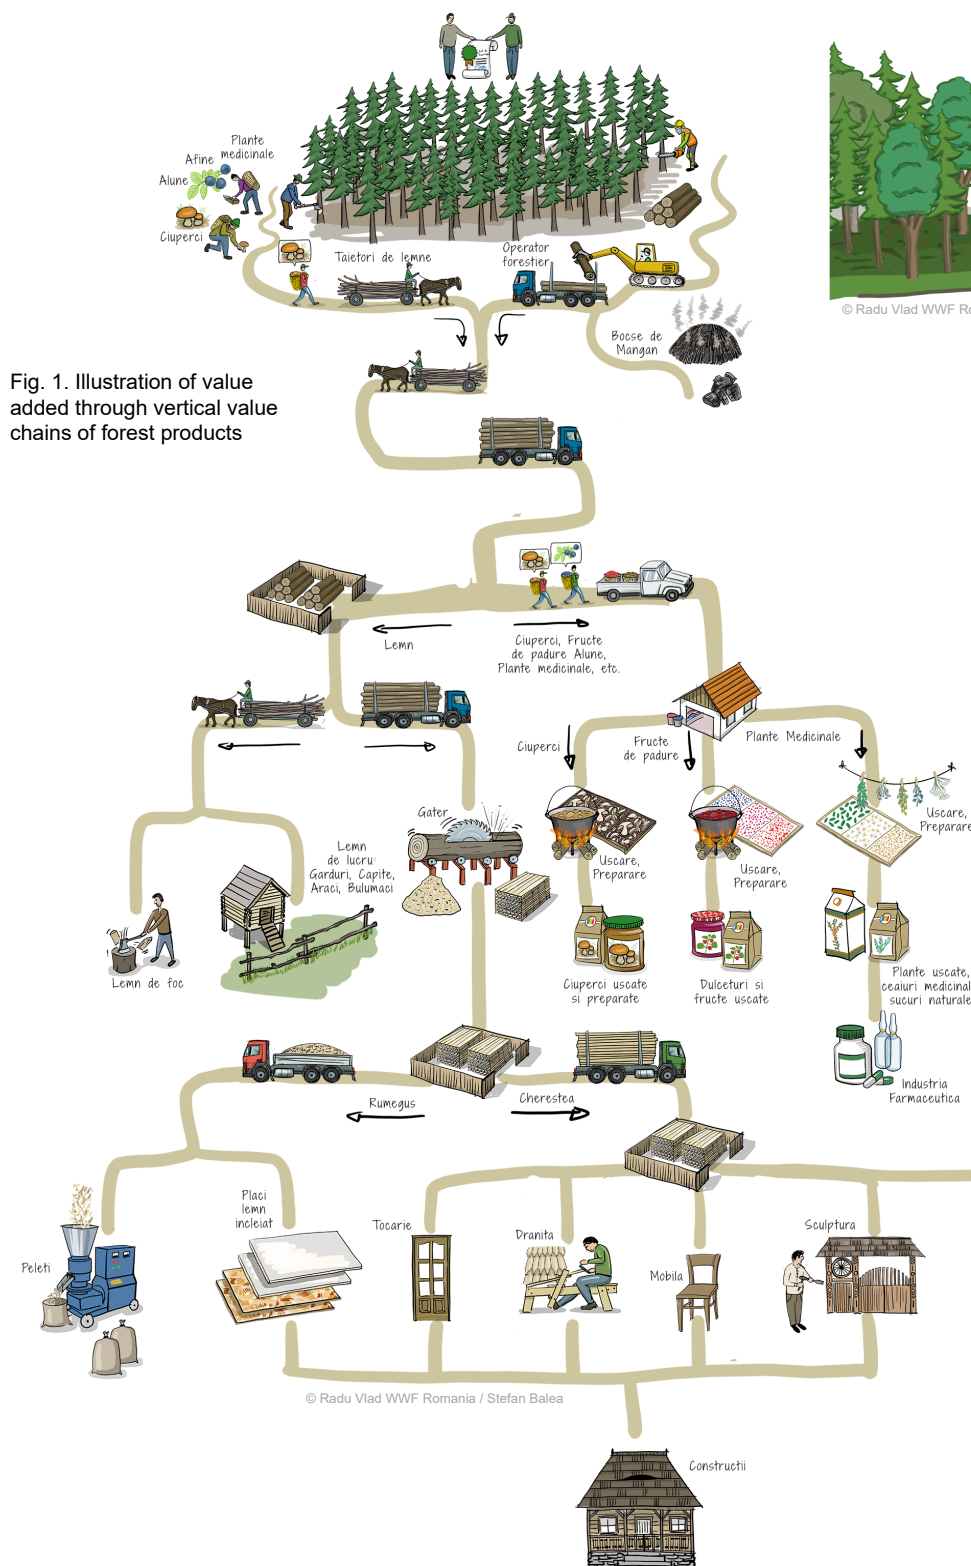 Plante
medicinale
Afine
Alune
Ciuperci
Taietori de lemne
Operator
forestier
© Radu Vlad WWF Ro
Bocse de
Mangan
Fig. 1. Illustration of value
added through vertical value
chains of forest products
Lemn
Ciuperci, Fructe
de padure Alune,
Plante medicinale, etc.
Ciuperci
Fructe
de padure
Plante Medicinale
Gater
Uscare,
Preparare
Lemn
de lucru:
Garduri, Capite,
Araci, Bulumaci
Uscare,
Preparare
Uscare,
Preparare
Lemn de foc
Ciuperci uscate
si preparate
Dulceturi si
fructe uscate
Plante uscate,
ceaiuri medicinal
sucuri naturale
Industria
Farmaceutica
Rumegus
Cherestea
Placi
lemn
incleiat
Tocarie
Dranita
Sculptura
Peleti
Mobila
© Radu Vlad WWF Romania / Stefan Balea
Constructii